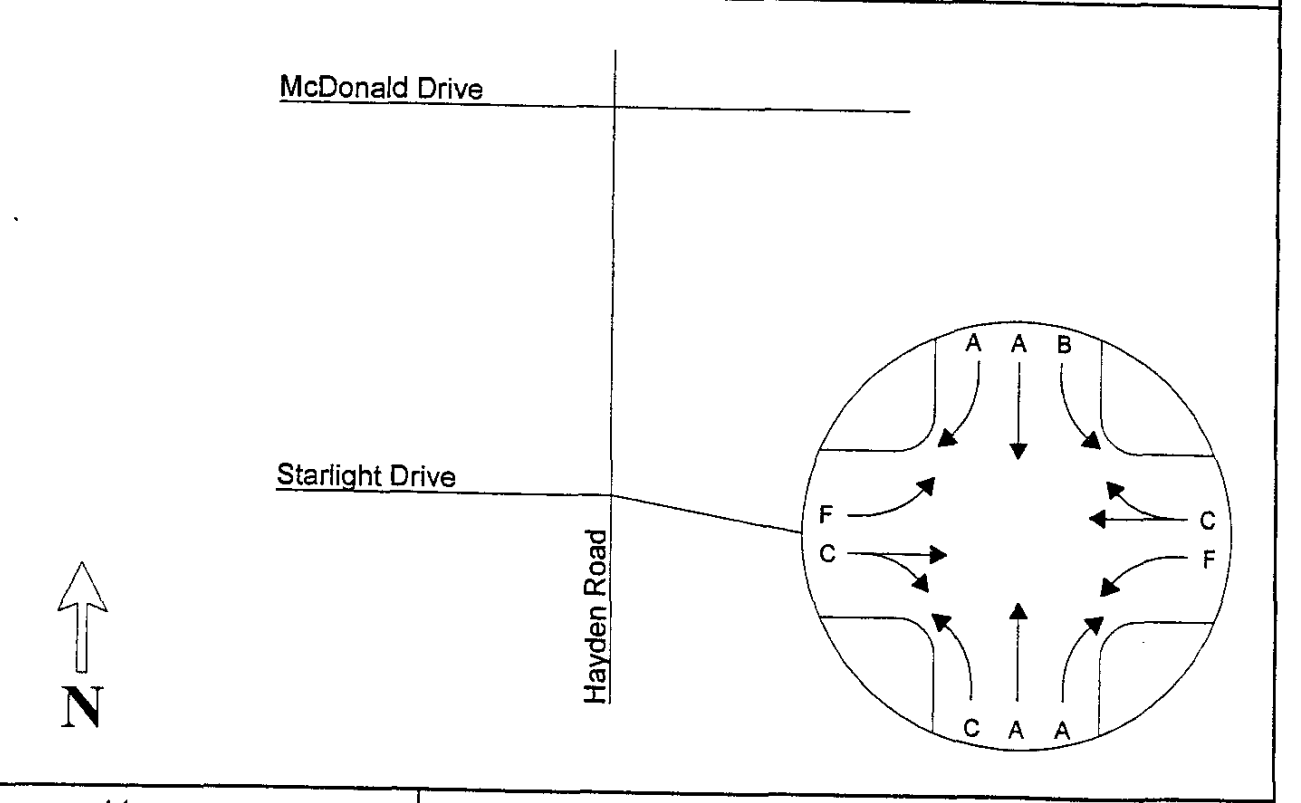 McDonald Drive
A A B
Starlight Drive
F
C
C
F
Hayden Road
C A A
N